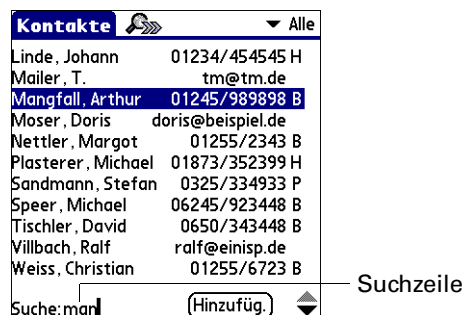 Kontakte Alle
Linde, Johann 01234/454545 H
Mailer, T. tm@tm.de
Mangfall, Arthur 01245/989898 B
Moser, Doris doris@beispiel.de
Nettler, Margot 01255/2343 B
Plasterer, Michael 01873/352399 H
Sandmann, Stefan 0325/334933 P
Speer, Michael 06245/923448 B
Tischler, David 0650/343448 B
Villbach, Ralf ralf@einisp.de
Weiss, Christian 01255/6723 B
Suchzeile
Suche: man Hinzufüg.